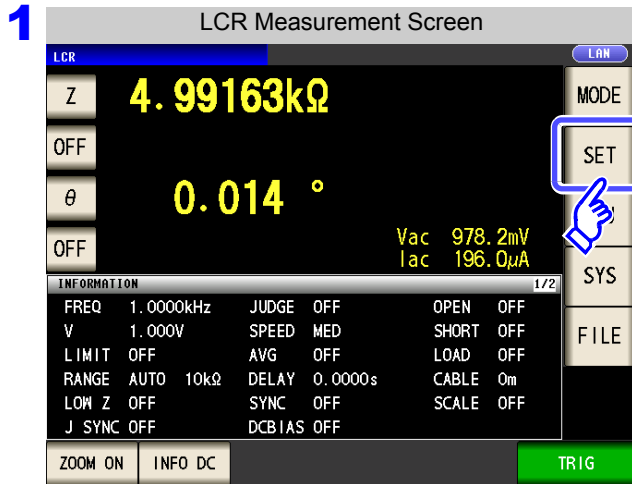 1
LCR Measurement Screen
LCR
LAN
Z 4.99163kΩ
MODE
OFF
SET
θ 0.014 °
OFF
Vac 978.2mV
Iac 196.0μA
SYS
INFORMATION 1/2
FREQ 1.0000kHz JUDGE OFF OPEN OFF
V 1.000V SPEED MED SHORT OFF
FILE
LIMIT OFF AVG OFF LOAD OFF
RANGE AUTO 10kΩ DELAY 0.0000s CABLE 0m
LOW Z OFF SYNC OFF SCALE OFF
J SYNC OFF DCBIAS OFF
ZOOM ON INFO DC TRIG